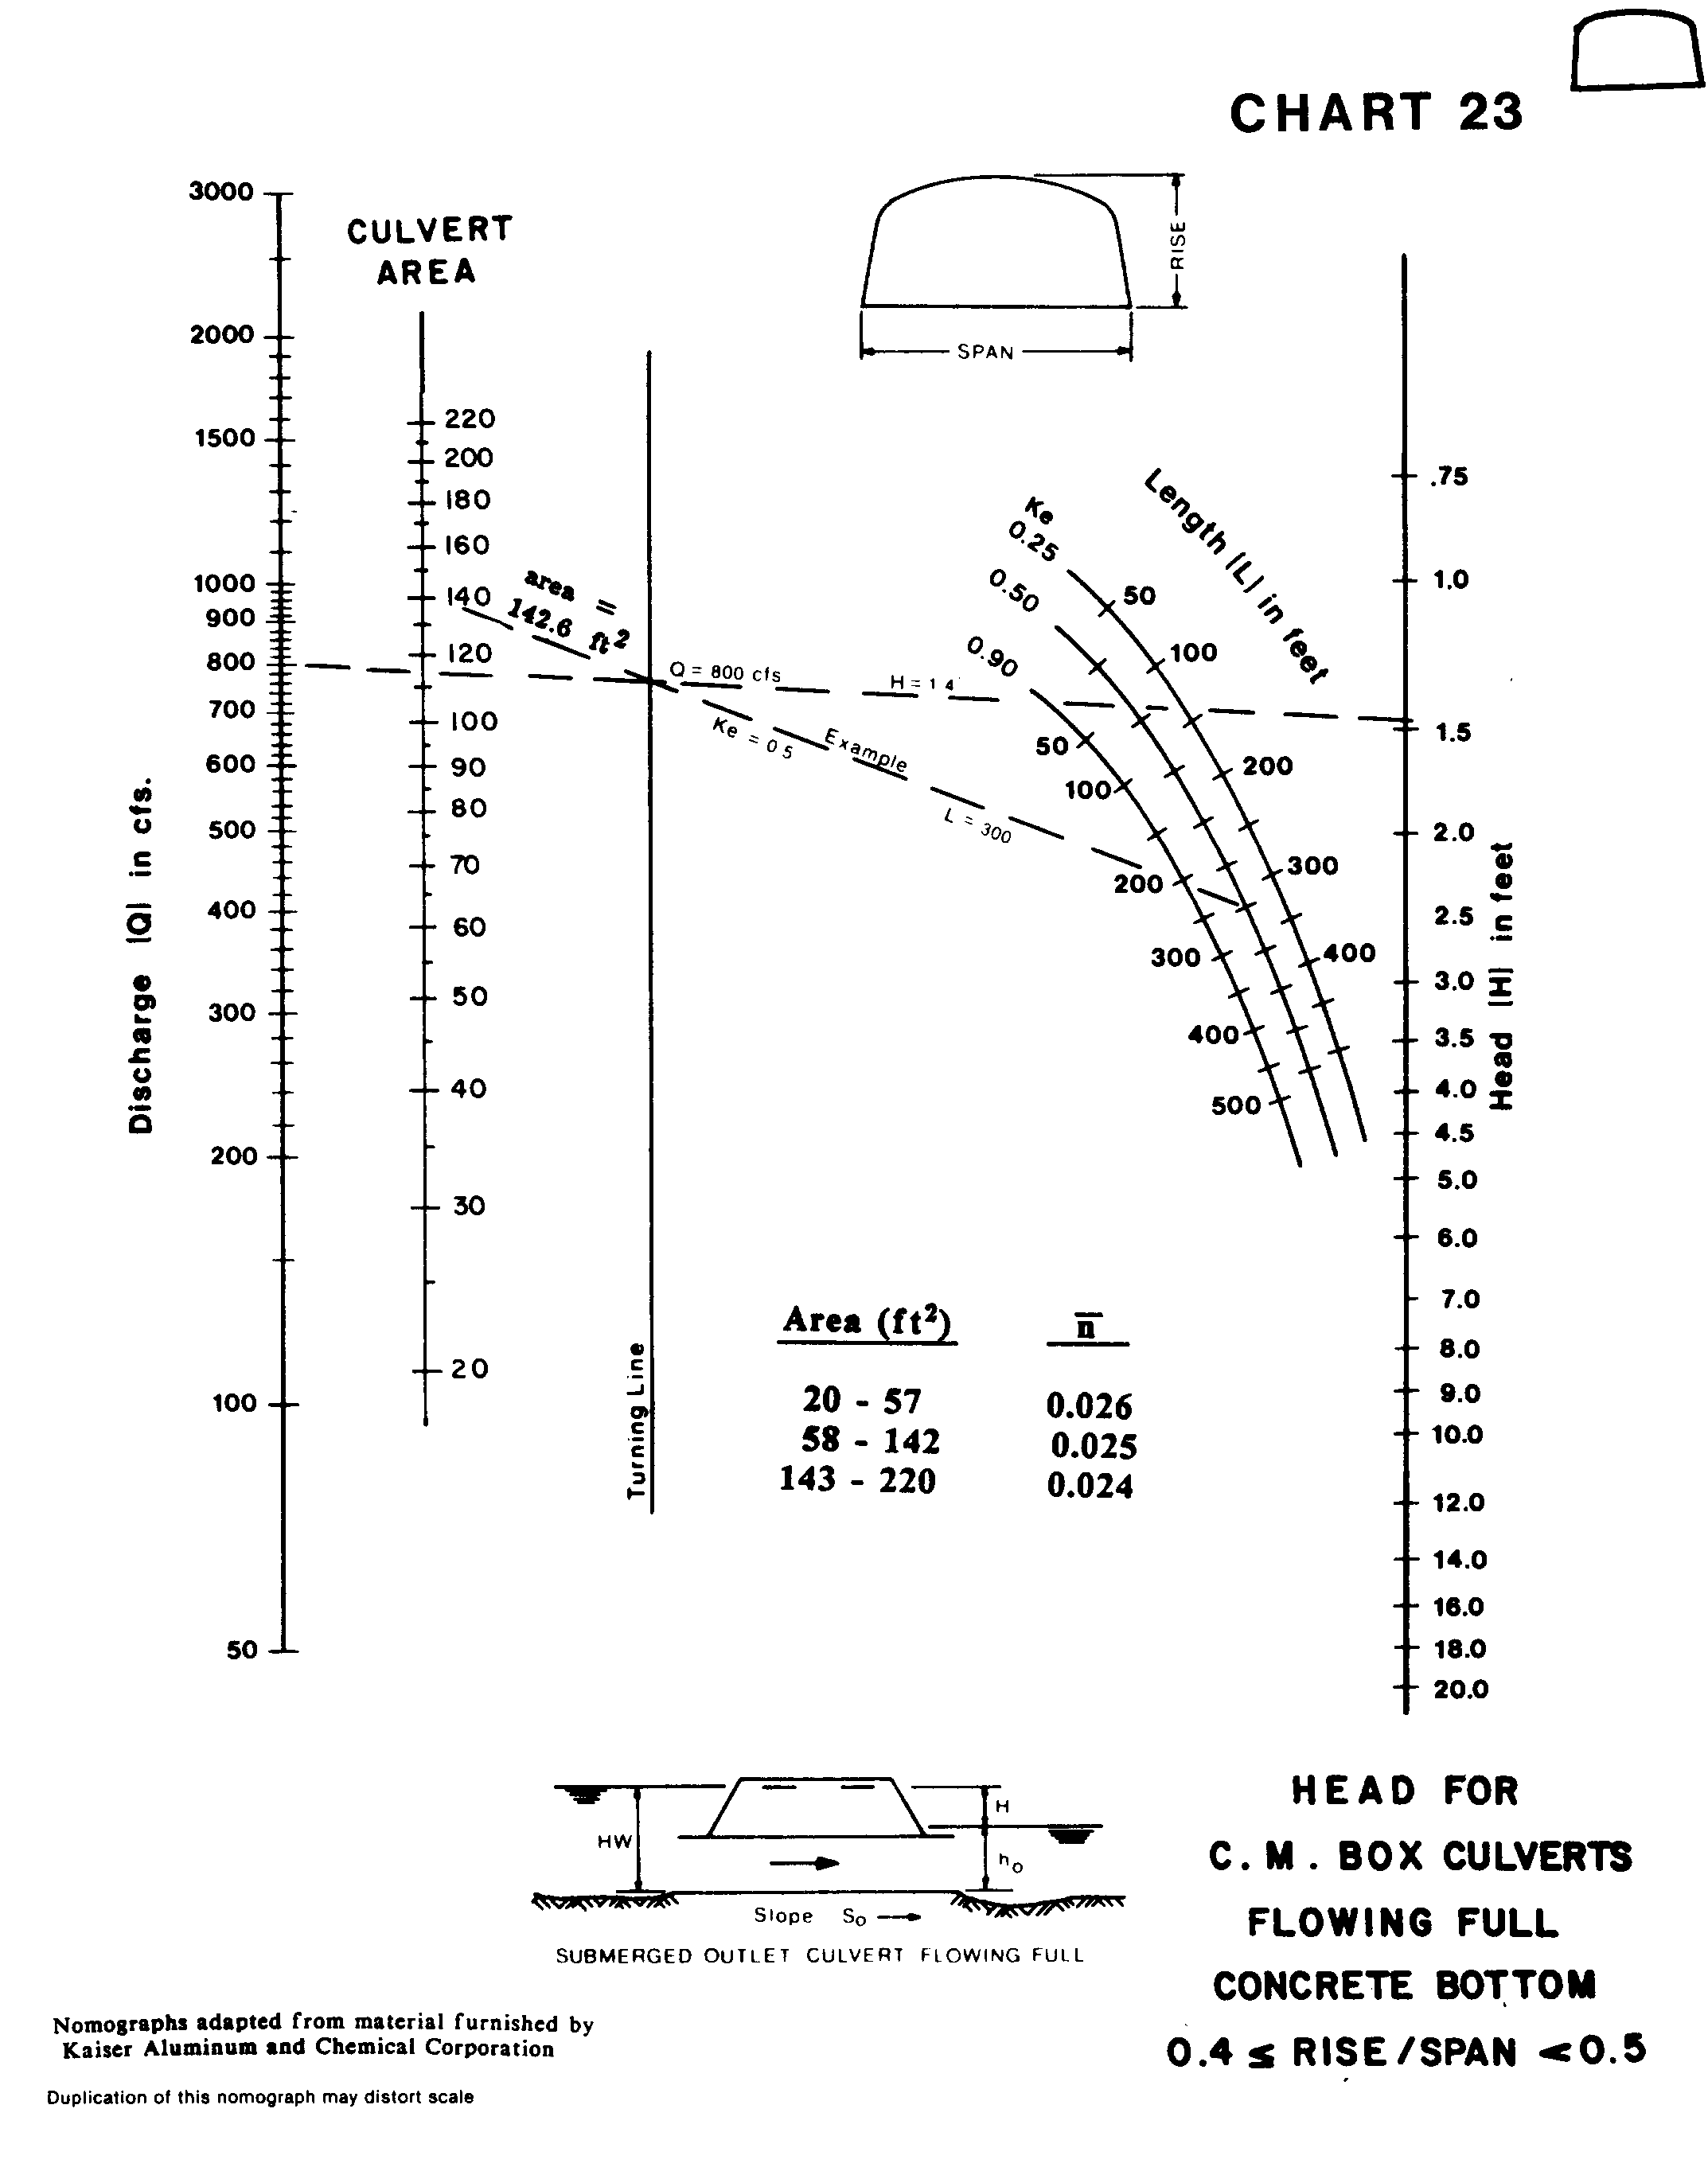 CHART 23
CULVERT
AREA
3000
2000
1500
1000
900
800
700
600
500
400
300
200
100
50
Discharge (Q) in cfs.
220
200
180
160
140
120
100
90
80
70
60
50
40
30
20
area =
142.6 ft²
Turning Line
RISE
SPAN
Q = 800 cfs
H = 1 4'
Ke = 0 5
Example
L = 300
Ke
0.25
0.50
0.90
Length (L) in feet
50
100
200
300
400
50
100
200
300
400
500
.75
1.0
1.5
2.0
2.5
3.0
3.5
4.0
4.5
5.0
6.0
7.0
8.0
9.0
10.0
12.0
14.0
16.0
18.0
20.0
Head (H) in feet
Area (ft²) n̅
20 - 57 0.026
58 - 142 0.025
143 - 220 0.024
HW
H
ho
Slope So
SUBMERGED OUTLET CULVERT FLOWING FULL
HEAD FOR
C. M. BOX CULVERTS
FLOWING FULL
CONCRETE BOTTOM
0.4 ≤ RISE/SPAN < 0.5
Nomographs adapted from material furnished by
Kaiser Aluminum and Chemical Corporation
Duplication of this nomograph may distort scale